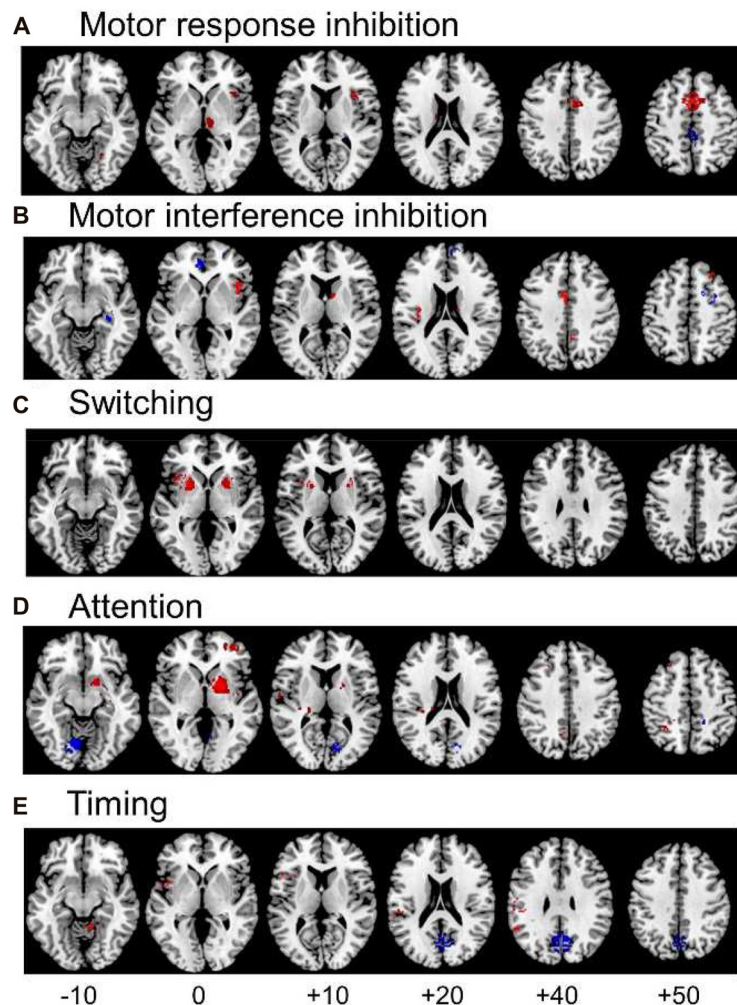 A Motor response inhibition
B Motor interference inhibition
C Switching
D Attention
E Timing
-10 0 +10 +20 +40 +50